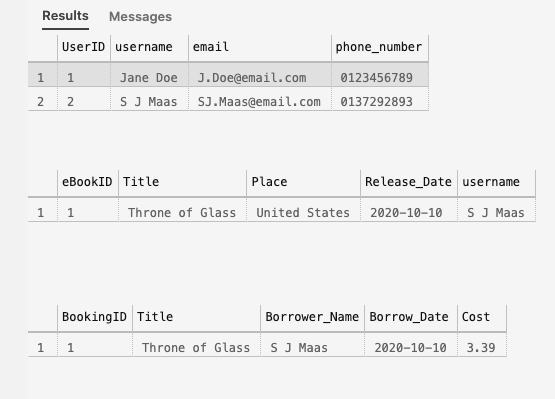 Results Messages
UserID username email phone_number
1 1 Jane Doe J.Doe@email.com 0123456789
2 2 S J Maas SJ.Maas@email.com 0137292893
eBookID Title Place Release_Date username
1 1 Throne of Glass United States 2020-10-10 S J Maas
BookingID Title Borrower_Name Borrow_Date Cost
1 1 Throne of Glass S J Maas 2020-10-10 3.39